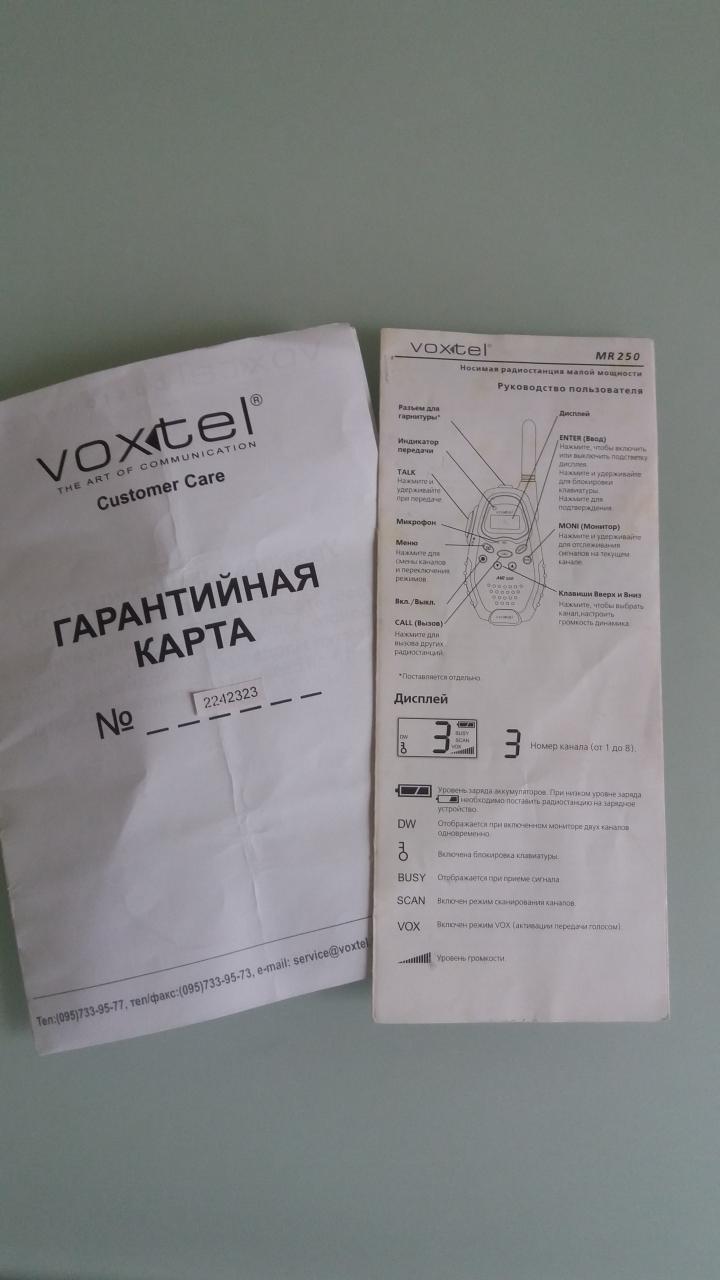 voxtel®
THE ART OF COMMUNICATION
Customer Care
ГАРАНТИЙНАЯ
КАРТА
№
2242323
Тел:(095)733-95-77, тел/факс:(095)733-95-73, e-mail: service@voxtel.
voxtel®
MR 250
Носимая радиостанция малой мощности
Руководство пользователя
Разъем для
гарнитуры*
Индикатор
передачи
TALK
Нажмите и
удерживайте
при передаче.
Микрофон
Меню
Нажмите для
смены каналов
и переключения
режимов.
Вкл./Выкл.
CALL (Вызов)
Нажмите для
вызова других
радиостанций.
MR 250
Дисплей
ENTER (Ввод)
Нажмите, чтобы включить
или выключить подсветку
дисплея.
Нажмите и удерживайте
для блокировки
клавиатуры.
Нажмите для
подтверждения.
MONI (Монитор)
Нажмите и удерживайте
для отслеживания
сигналов на текущем
канале.
Клавиши Вверх и Вниз
Нажмите, чтобы выбрать
канал,настроить
громкость динамика.
*Поставляется отдельно.
Дисплей
DW
3
BUSY
SCAN
VOX
3 Номер канала (от 1 до 8).
Уровень заряда аккумуляторов. При низком уровне заряда
необходимо поставить радиостанцию на зарядное
устройство.
DW Отображается при включенном мониторе двух каналов
одновременно.
Включена блокировка клавиатуры.
BUSY Отображается при приеме сигнала
SCAN Включен режим сканирования каналов.
VOX Включен режим VOX (активации передачи голосом).
Уровень громкости.